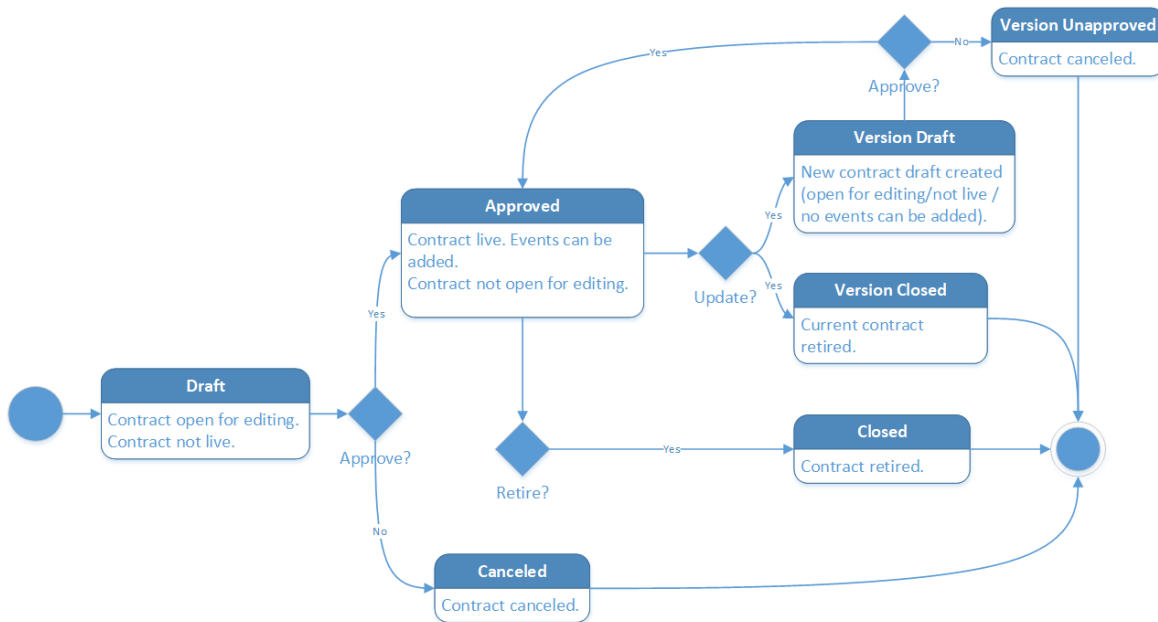 Version Unapproved
Contract canceled.
No
Yes
Approve?
Version Draft
New contract draft created
(open for editing/not live /
no events can be added).
Approved
Contract live. Events can be
added.
Contract not open for editing.
Yes
Update?
Yes
Version Closed
Current contract
retired.
Yes
Draft
Contract open for editing.
Contract not live.
Approve?
Closed
Contract retired.
Yes
Retire?
No
Canceled
Contract canceled.